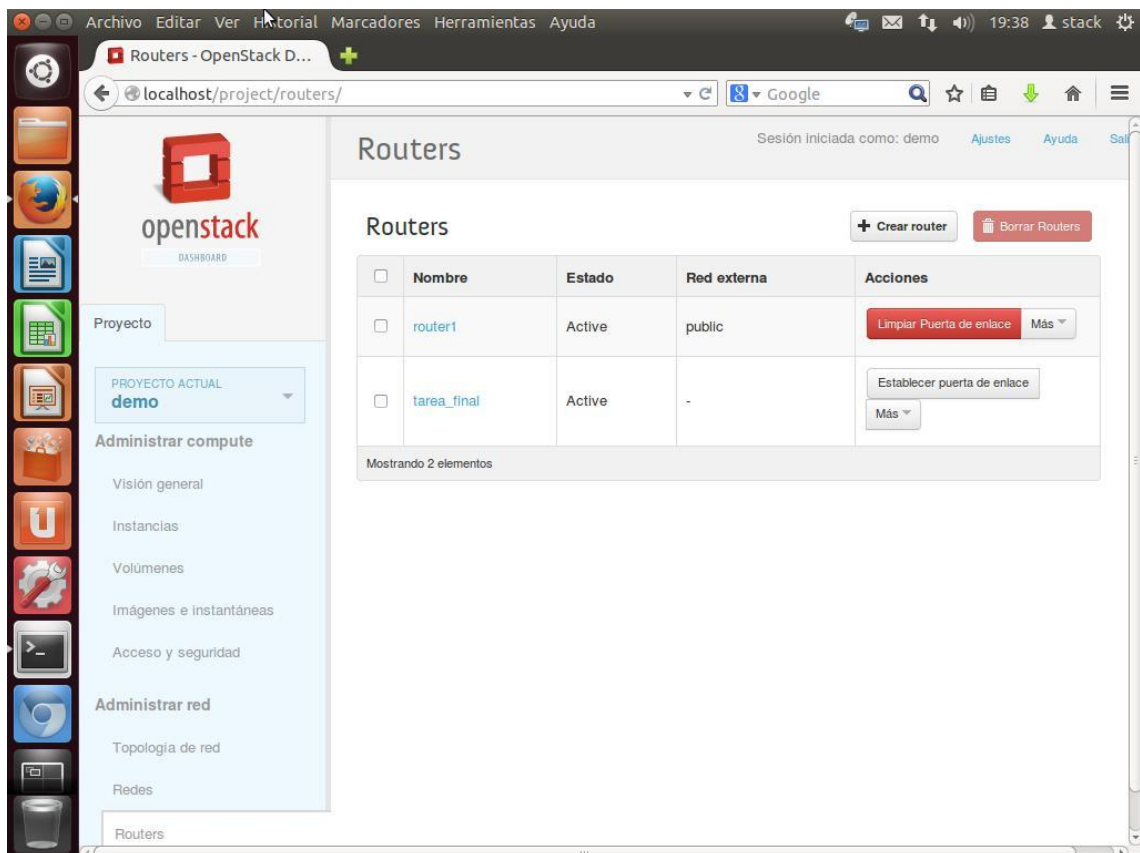 Archivo Editar Ver Historial Marcadores Herramientas Ayuda 19:38 stack
Routers - OpenStack D...
localhost/project/routers/ Google
openstack
DASHBOARD
Routers
Sesión iniciada como: demo Ajustes Ayuda Sali
Proyecto
PROYECTO ACTUAL
demo
Administrar compute
Visión general
Instancias
Volúmenes
Imágenes e instantáneas
Acceso y seguridad
Administrar red
Topología de red
Redes
Routers
Routers
Crear router Borrar Routers
Nombre Estado Red externa Acciones
router1 Active public Limpiar Puerta de enlace Más
tarea_final Active - Establecer puerta de enlace
Más
Mostrando 2 elementos